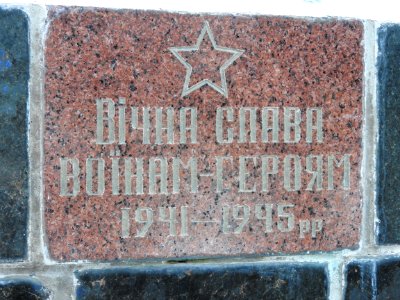 Вічна слава
воїнам-героям
1941-1945 рр